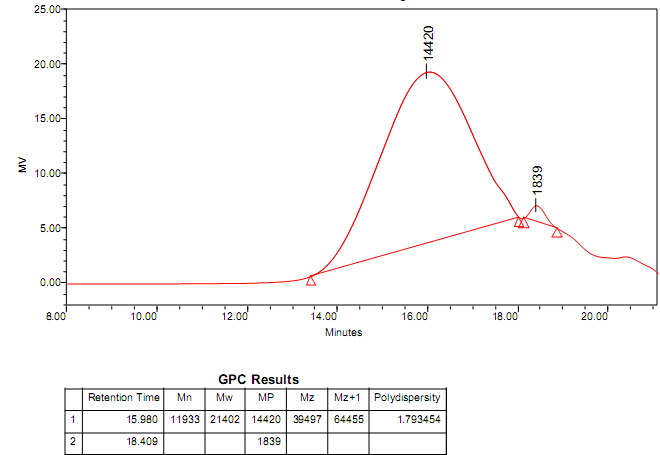 25.00
20.00
15.00
10.00
5.00
0.00
MV
14420
1839
8.00 10.00 12.00 14.00 16.00 18.00 20.00
Minutes
GPC Results
Retention Time Mn Mw MP Mz Mz+1 Polydispersity
1 15.980 11933 21402 14420 39497 64455 1.793454
2 18.409 1839